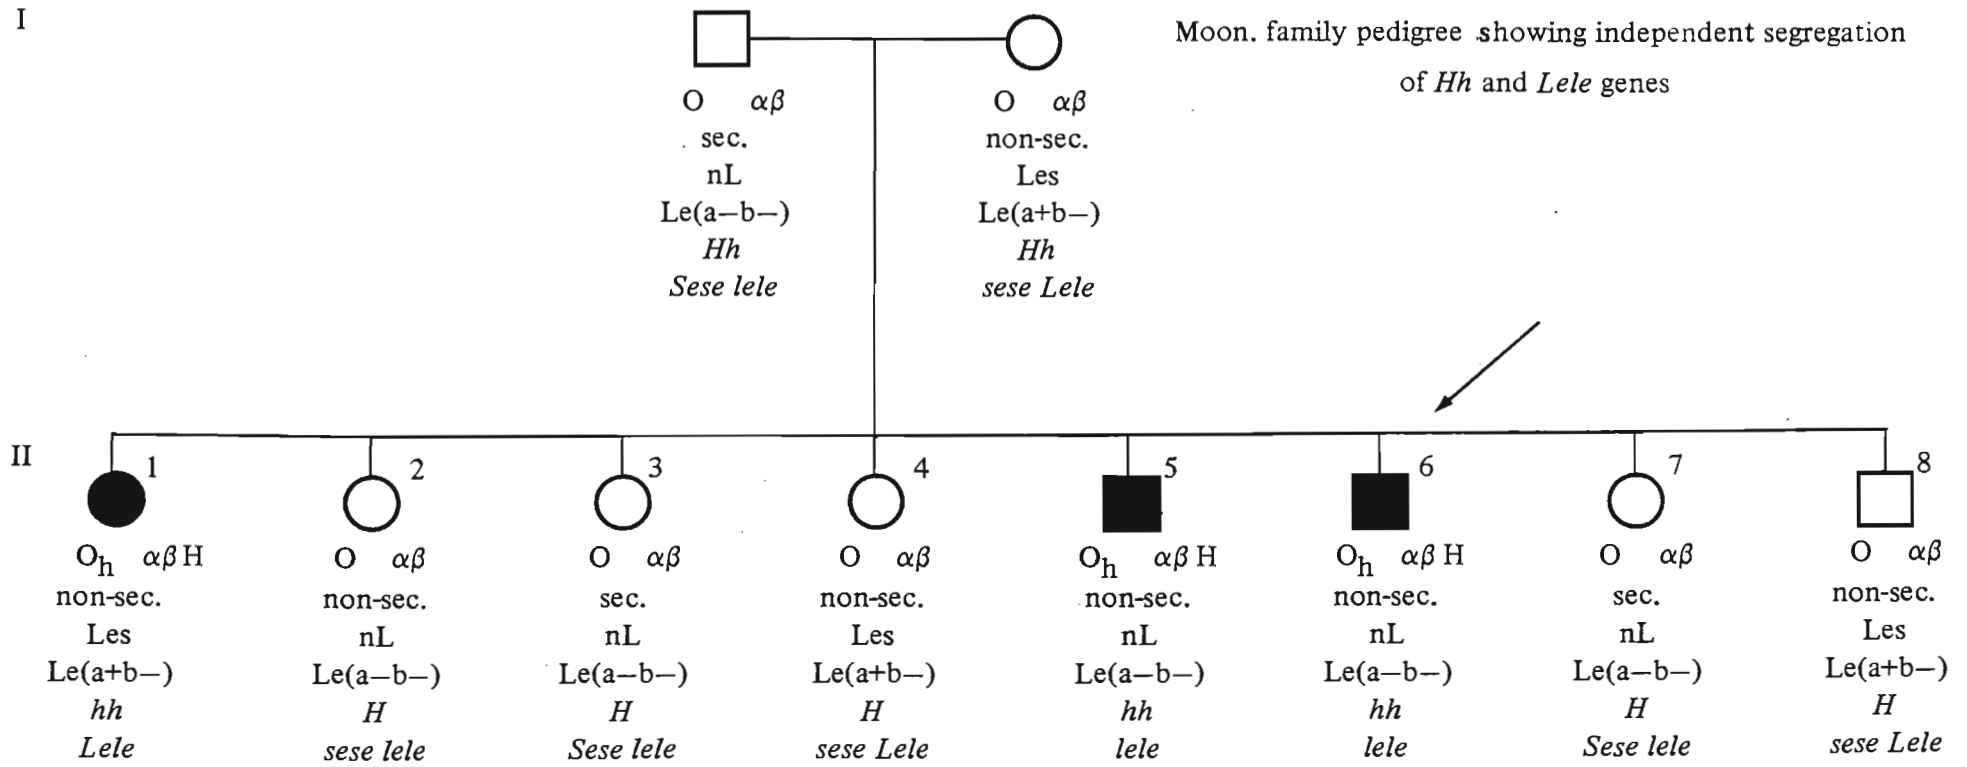 I
Moon. family pedigree showing independent segregation
of Hh and Lele genes
O αβ
sec.
nL
Le(a−b−)
Hh
Sese lele
O αβ
non-sec.
Les
Le(a+b−)
Hh
sese Lele
II
1
Oh αβ H
non-sec.
Les
Le(a+b−)
hh
Lele
2
O αβ
non-sec.
nL
Le(a−b−)
H
sese lele
3
O αβ
sec.
nL
Le(a−b−)
H
Sese lele
4
O αβ
non-sec.
Les
Le(a+b−)
H
sese Lele
5
Oh αβ H
non-sec.
nL
Le(a−b−)
hh
lele
6
Oh αβ H
non-sec.
nL
Le(a−b−)
hh
lele
7
O αβ
sec.
nL
Le(a−b−)
H
Sese lele
8
O αβ
non-sec.
Les
Le(a+b−)
H
sese Lele